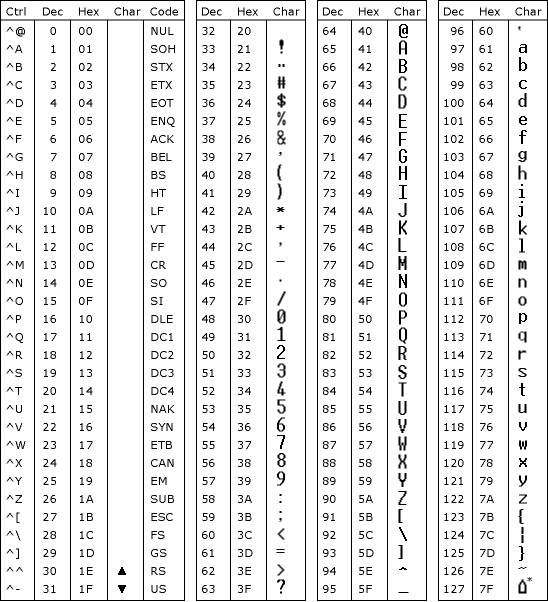 Ctrl Dec Hex Char Code Dec Hex Char Dec Hex Char Dec Hex Char
^@ 0 00 NUL 32 20 64 40 @ 96 60 `
^A 1 01 SOH 33 21 ! 65 41 A 97 61 a
^B 2 02 STX 34 22 " 66 42 B 98 62 b
^C 3 03 ETX 35 23 # 67 43 C 99 63 c
^D 4 04 EOT 36 24 $ 68 44 D 100 64 d
^E 5 05 ENQ 37 25 % 69 45 E 101 65 e
^F 6 06 ACK 38 26 & 70 46 F 102 66 f
^G 7 07 BEL 39 27 ' 71 47 G 103 67 g
^H 8 08 BS 40 28 ( 72 48 H 104 68 h
^I 9 09 HT 41 29 ) 73 49 I 105 69 i
^J 10 0A LF 42 2A * 74 4A J 106 6A j
^K 11 0B VT 43 2B + 75 4B K 107 6B k
^L 12 0C FF 44 2C , 76 4C L 108 6C l
^M 13 0D CR 45 2D - 77 4D M 109 6D m
^N 14 0E SO 46 2E . 78 4E N 110 6E n
^O 15 0F SI 47 2F / 79 4F O 111 6F o
^P 16 10 DLE 48 30 0 80 50 P 112 70 p
^Q 17 11 DC1 49 31 1 81 51 Q 113 71 q
^R 18 12 DC2 50 32 2 82 52 R 114 72 r
^S 19 13 DC3 51 33 3 83 53 S 115 73 s
^T 20 14 DC4 52 34 4 84 54 T 116 74 t
^U 21 15 NAK 53 35 5 85 55 U 117 75 u
^V 22 16 SYN 54 36 6 86 56 V 118 76 v
^W 23 17 ETB 55 37 7 87 57 W 119 77 w
^X 24 18 CAN 56 38 8 88 58 X 120 78 x
^Y 25 19 EM 57 39 9 89 59 Y 121 79 y
^Z 26 1A SUB 58 3A : 90 5A Z 122 7A z
^[ 27 1B ESC 59 3B ; 91 5B [ 123 7B {
^\ 28 1C FS 60 3C < 92 5C \ 124 7C ¦
^] 29 1D GS 61 3D = 93 5D ] 125 7D }
^^ 30 1E ▲ RS 62 3E > 94 5E ^ 126 7E ~
^- 31 1F ▼ US 63 3F ? 95 5F _ 127 7F ⌂*